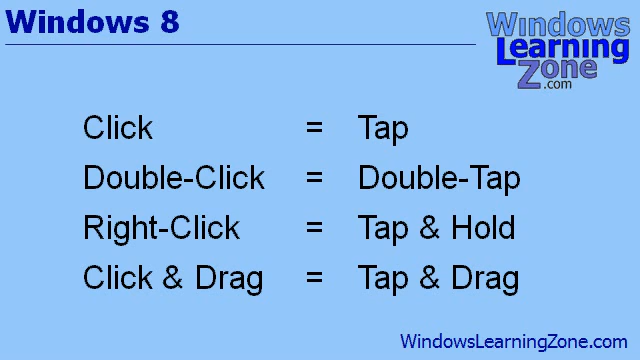 Windows 8
Windows
Learning
Zone
.com
Click = Tap
Double-Click = Double-Tap
Right-Click = Tap & Hold
Click & Drag = Tap & Drag
WindowsLearningZone.com